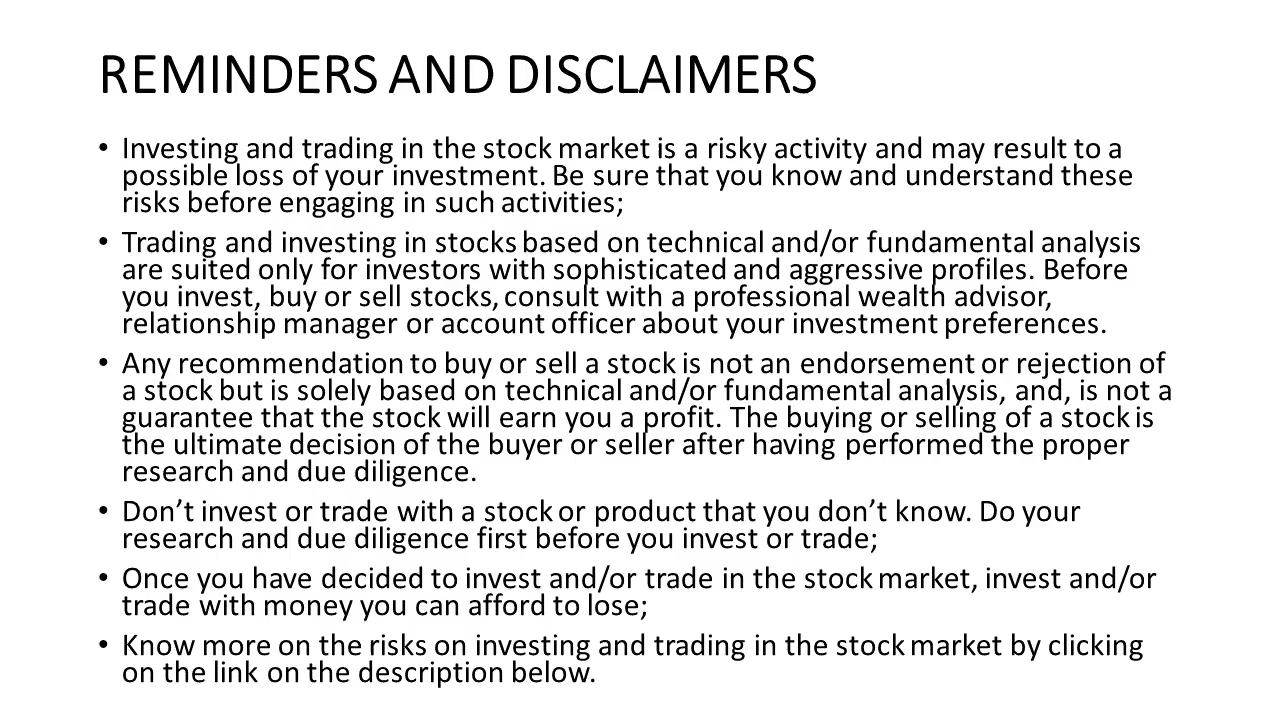 REMINDERS AND DISCLAIMERS
• Investing and trading in the stock market is a risky activity and may result to a
possible loss of your investment. Be sure that you know and understand these
risks before engaging in such activities;
• Trading and investing in stocks based on technical and/or fundamental analysis
are suited only for investors with sophisticated and aggressive profiles. Before
you invest, buy or sell stocks, consult with a professional wealth advisor,
relationship manager or account officer about your investment preferences.
• Any recommendation to buy or sell a stock is not an endorsement or rejection of
a stock but is solely based on technical and/or fundamental analysis, and, is not a
guarantee that the stock will earn you a profit. The buying or selling of a stock is
the ultimate decision of the buyer or seller after having performed the proper
research and due diligence.
• Don’t invest or trade with a stock or product that you don’t know. Do your
research and due diligence first before you invest or trade;
• Once you have decided to invest and/or trade in the stock market, invest and/or
trade with money you can afford to lose;
• Know more on the risks on investing and trading in the stock market by clicking
on the link on the description below.